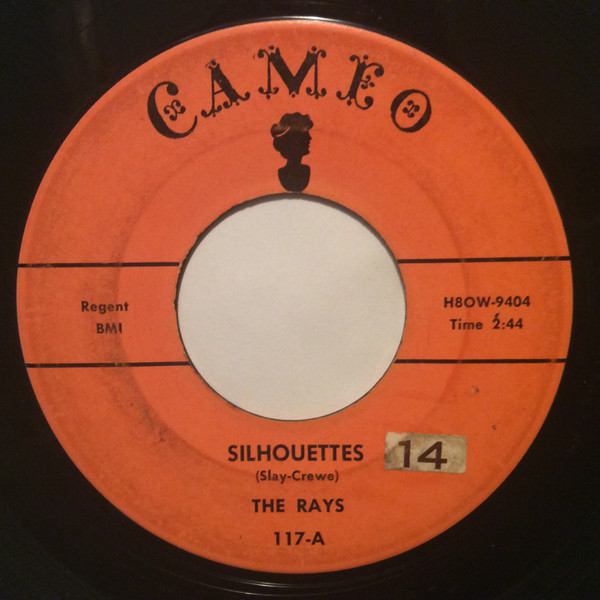 CAMEO
Regent
BMI
H8OW-9404
Time 2:44
SILHOUETTES
14
(Slay-Crewe)
THE RAYS
117-A